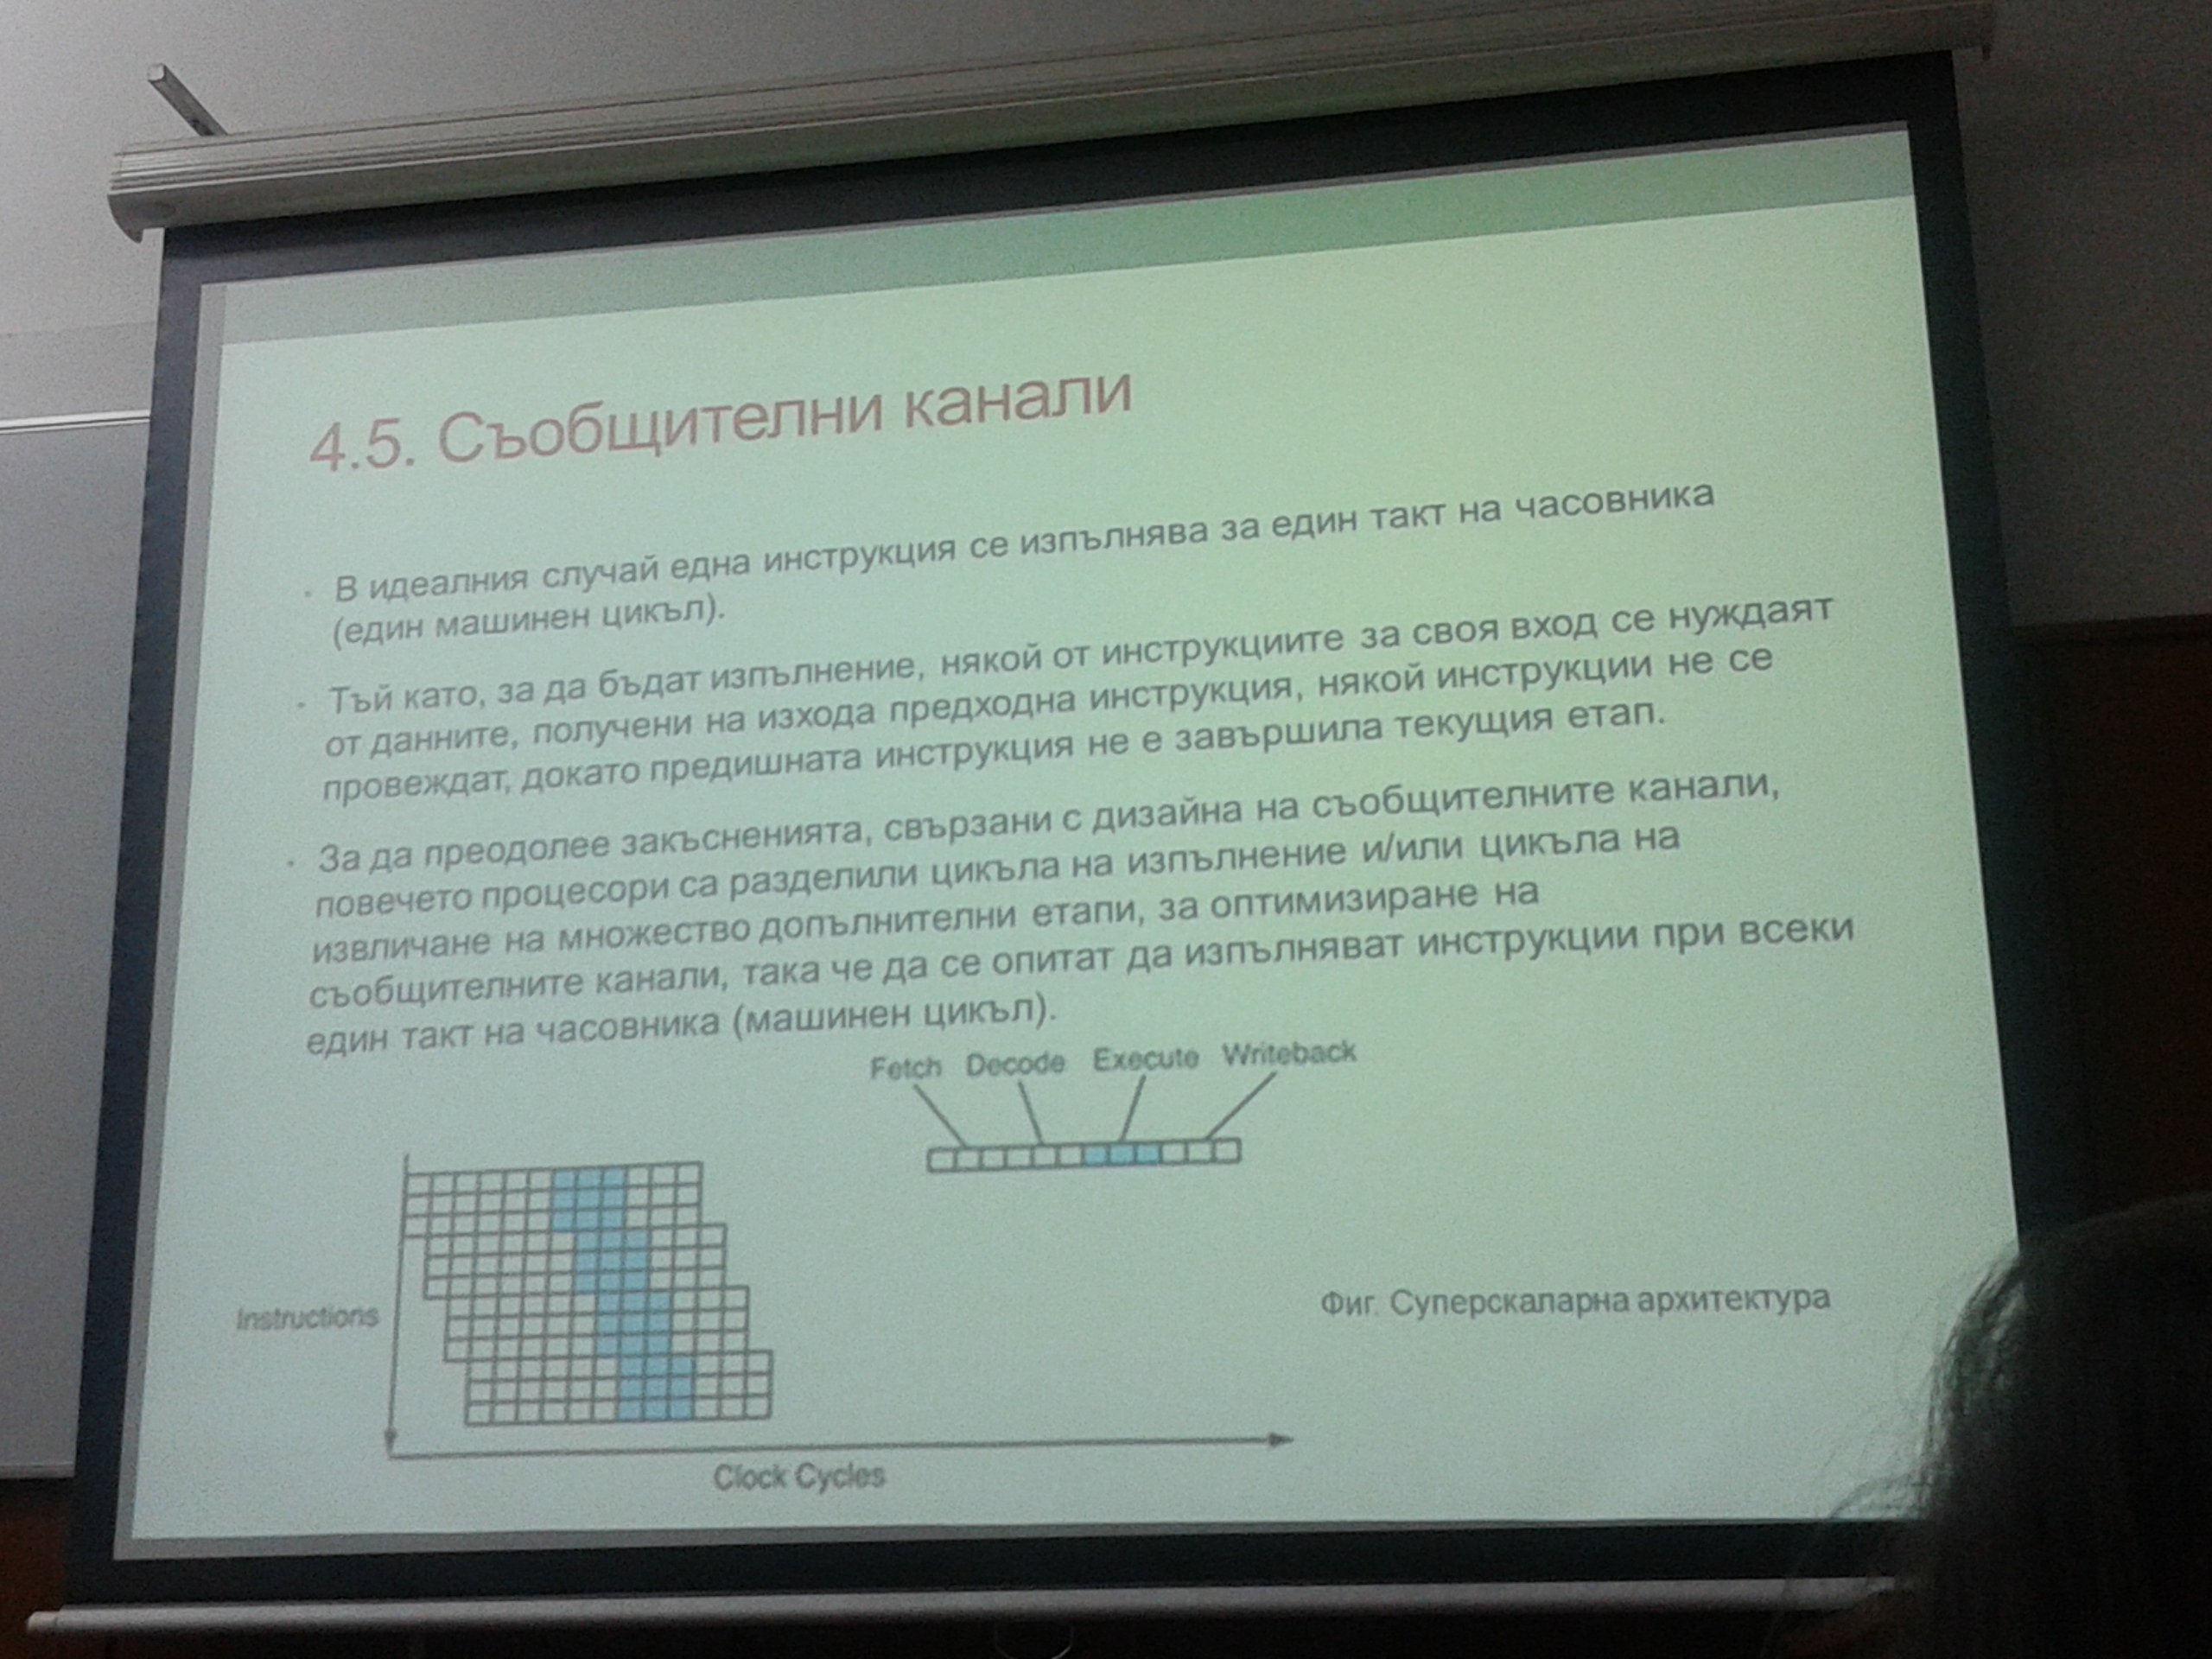 4.5. Съобщителни канали
В идеалния случай една инструкция се изпълнява за един такт на часовника
(един машинен цикъл).
Тъй като, за да бъдат изпълнение, някой от инструкциите за своя вход се нуждаят
от данните, получени на изхода предходна инструкция, някой инструкции не се
провеждат, докато предишната инструкция не е завършила текущия етап.
За да преодолее закъсненията, свързани с дизайна на съобщителните канали,
повечето процесори са разделили цикъла на изпълнение и/или цикъла на
извличане на множество допълнителни етапи, за оптимизиране на
съобщителните канали, така че да се опитат да изпълняват инструкции при всеки
един такт на часовника (машинен цикъл).
Fetch Decode Execute Writeback
Instructions
Фиг. Суперскаларна архитектура
Clock Cycles